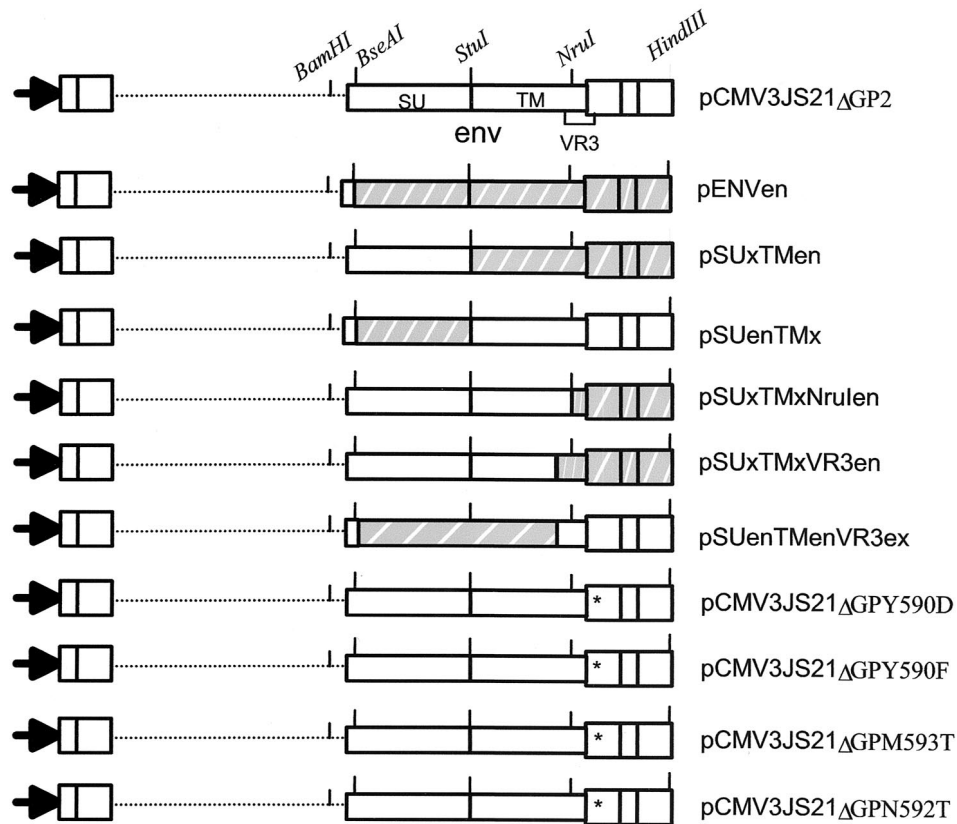 BamHI BseAI StuI NruI HindIII
SU TM pCMV3JS21ΔGP2
env VR3
pENVen
pSUxTMen
pSUenTMx
pSUxTMxNruIen
pSUxTMxVR3en
pSUenTMenVR3ex
* pCMV3JS21ΔGPY590D
* pCMV3JS21ΔGPY590F
* pCMV3JS21ΔGPM593T
* pCMV3JS21ΔGPN592T